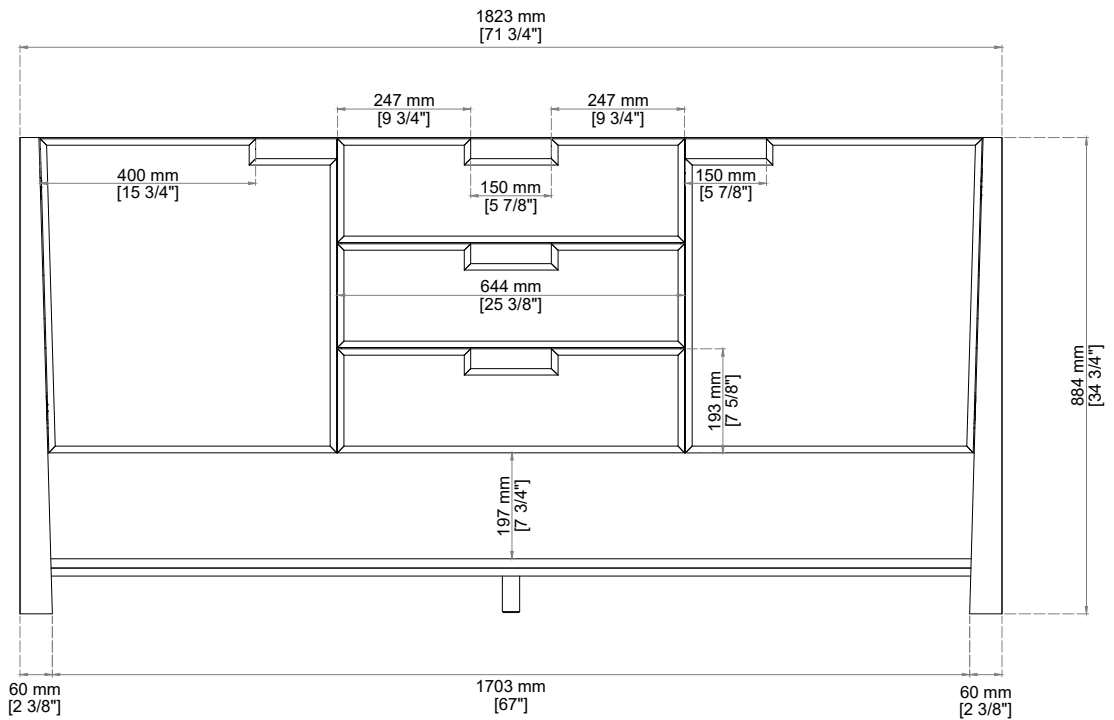 1823 mm
[71 3/4"]
247 mm
[9 3/4"]
247 mm
[9 3/4"]
400 mm
[15 3/4"]
150 mm
[5 7/8"]
150 mm
[5 7/8"]
644 mm
[25 3/8"]
193 mm
[7 5/8"]
884 mm
[34 3/4"]
197 mm
[7 3/4"]
60 mm
[2 3/8"]
1703 mm
[67"]
60 mm
[2 3/8"]